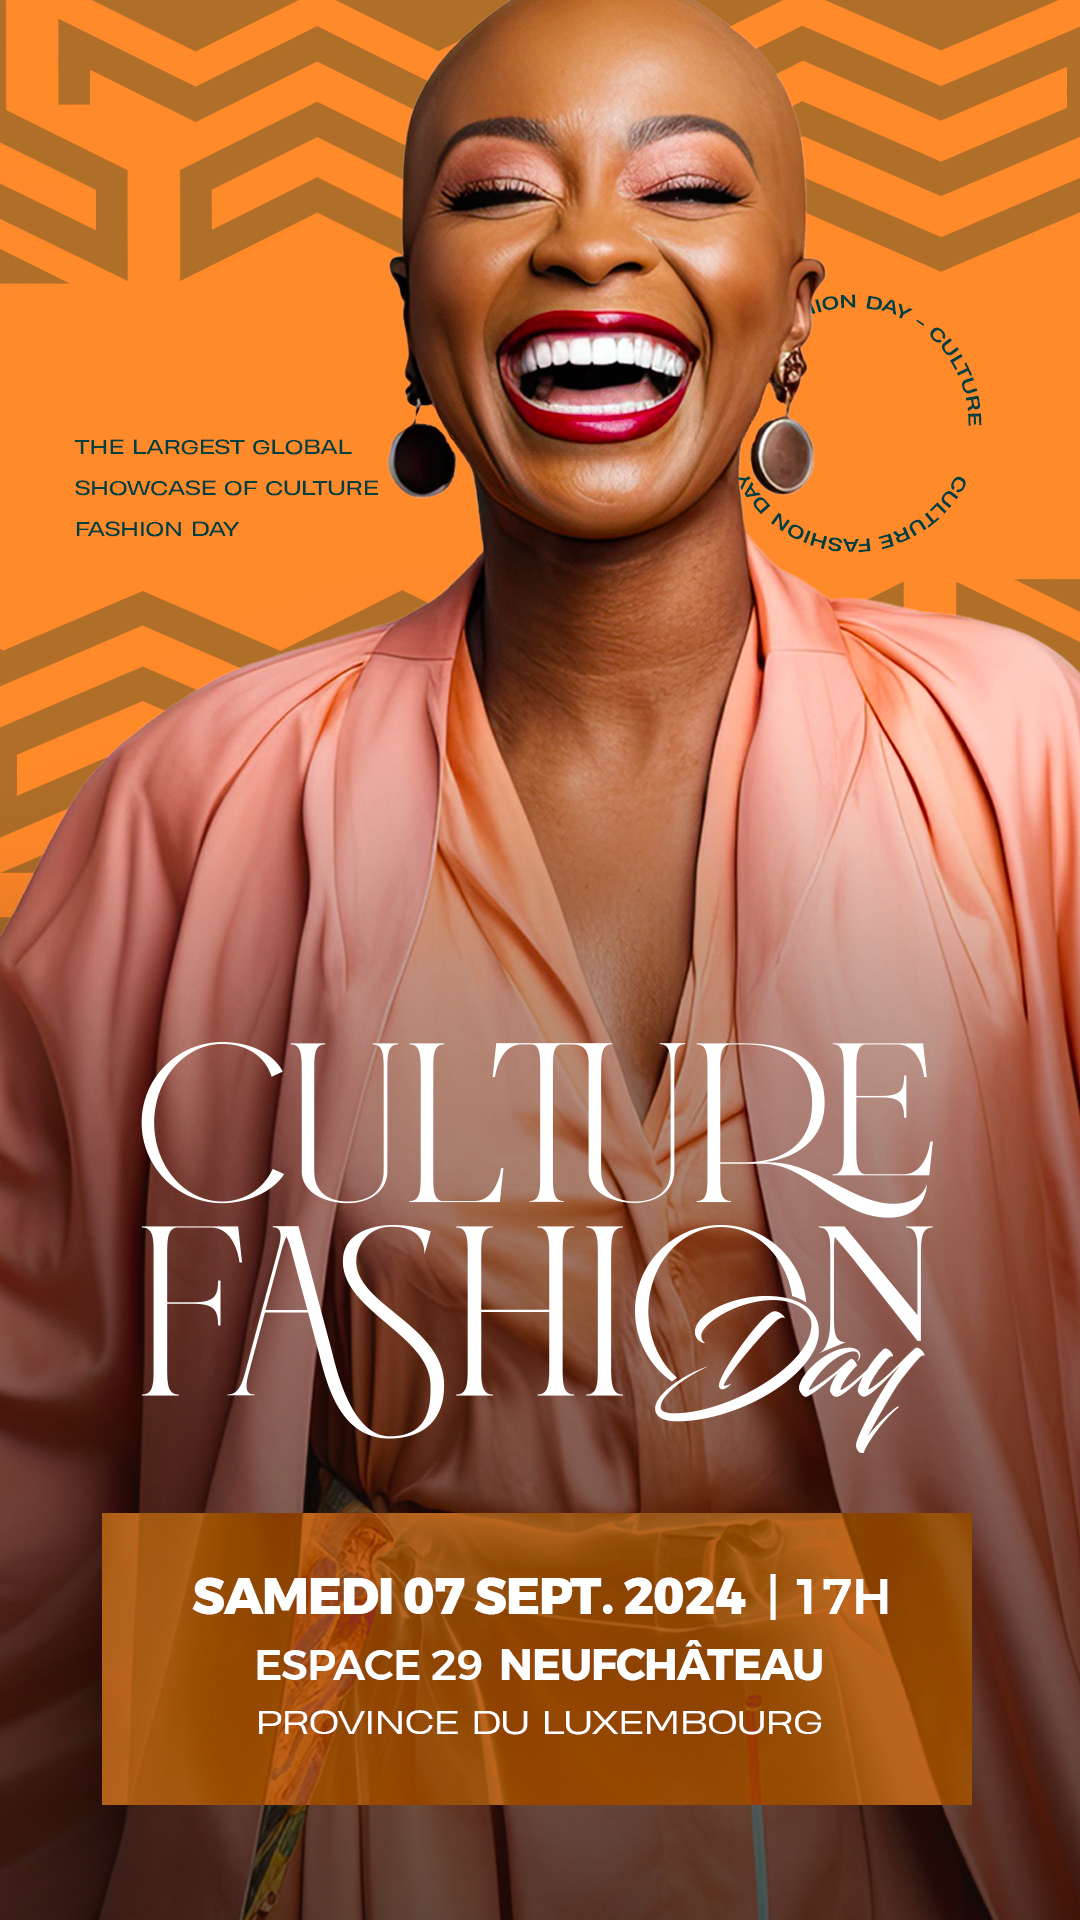 ION DAY - CULTURE
THE LARGEST GLOBAL
SHOWCASE OF CULTURE
FASHION DAY
CULTURE FASHION DAY
CULTURE
FASHION
Day
SAMEDI 07 SEPT. 2024 | 17H
ESPACE 29 NEUFCHÂTEAU
PROVINCE DU LUXEMBOURG